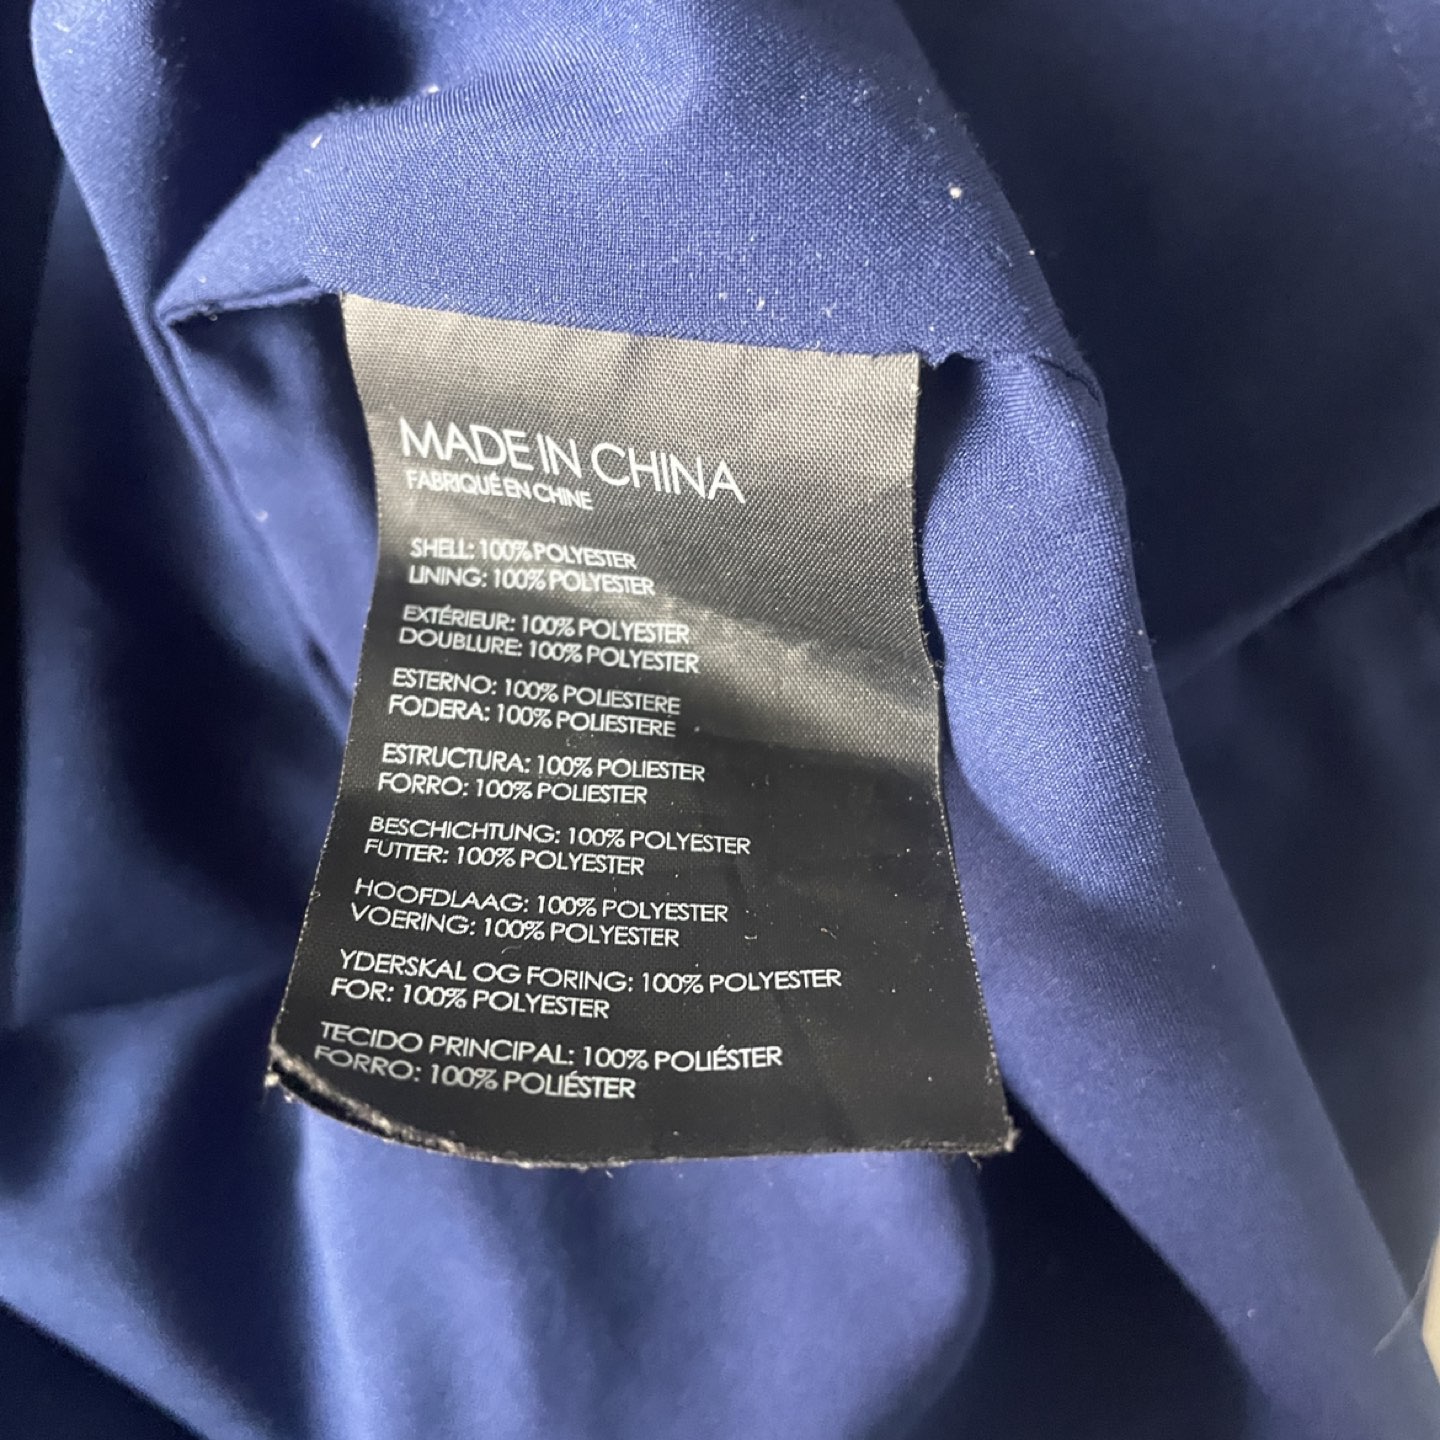 MADE IN CHINA
FABRIQUÉ EN CHINE
SHELL: 100% POLYESTER
LINING: 100% POLYESTER
EXTÉRIEUR: 100% POLYESTER
DOUBLURE: 100% POLYESTER
ESTERNO: 100% POLIESTERE
FODERA: 100% POLIESTERE
ESTRUCTURA: 100% POLIESTER
FORRO: 100% POLIESTER
BESCHICHTUNG: 100% POLYESTER
FUTTER: 100% POLYESTER
HOOFDLAAG: 100% POLYESTER
VOERING: 100% POLYESTER
YDERSKAL OG FORING: 100% POLYESTER
FOR: 100% POLYESTER
TECIDO PRINCIPAL: 100% POLIÉSTER
FORRO: 100% POLIÉSTER